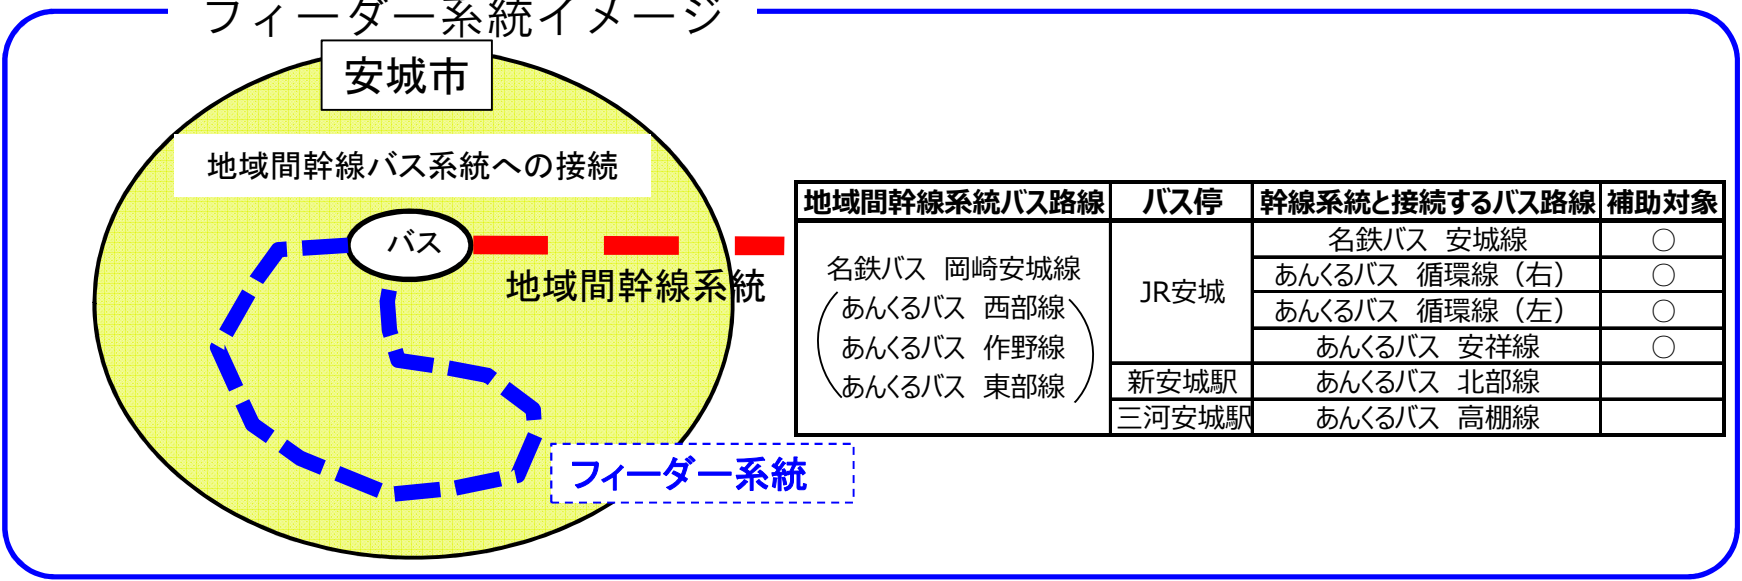 フィーダー系統イメージ
安城市
地域間幹線バス系統への接続
バス
地域間幹線系統
フィーダー系統
地域間幹線系統バス路線 バス停 幹線系統と接続するバス路線 補助対象
名鉄バス 岡崎安城線
(あんくるバス 西部線
あんくるバス 作野線
あんくるバス 東部線)
JR安城
名鉄バス 安城線 ○
あんくるバス 循環線（右） ○
あんくるバス 循環線（左） ○
あんくるバス 安祥線 ○
新安城駅 あんくるバス 北部線
三河安城駅 あんくるバス 高棚線